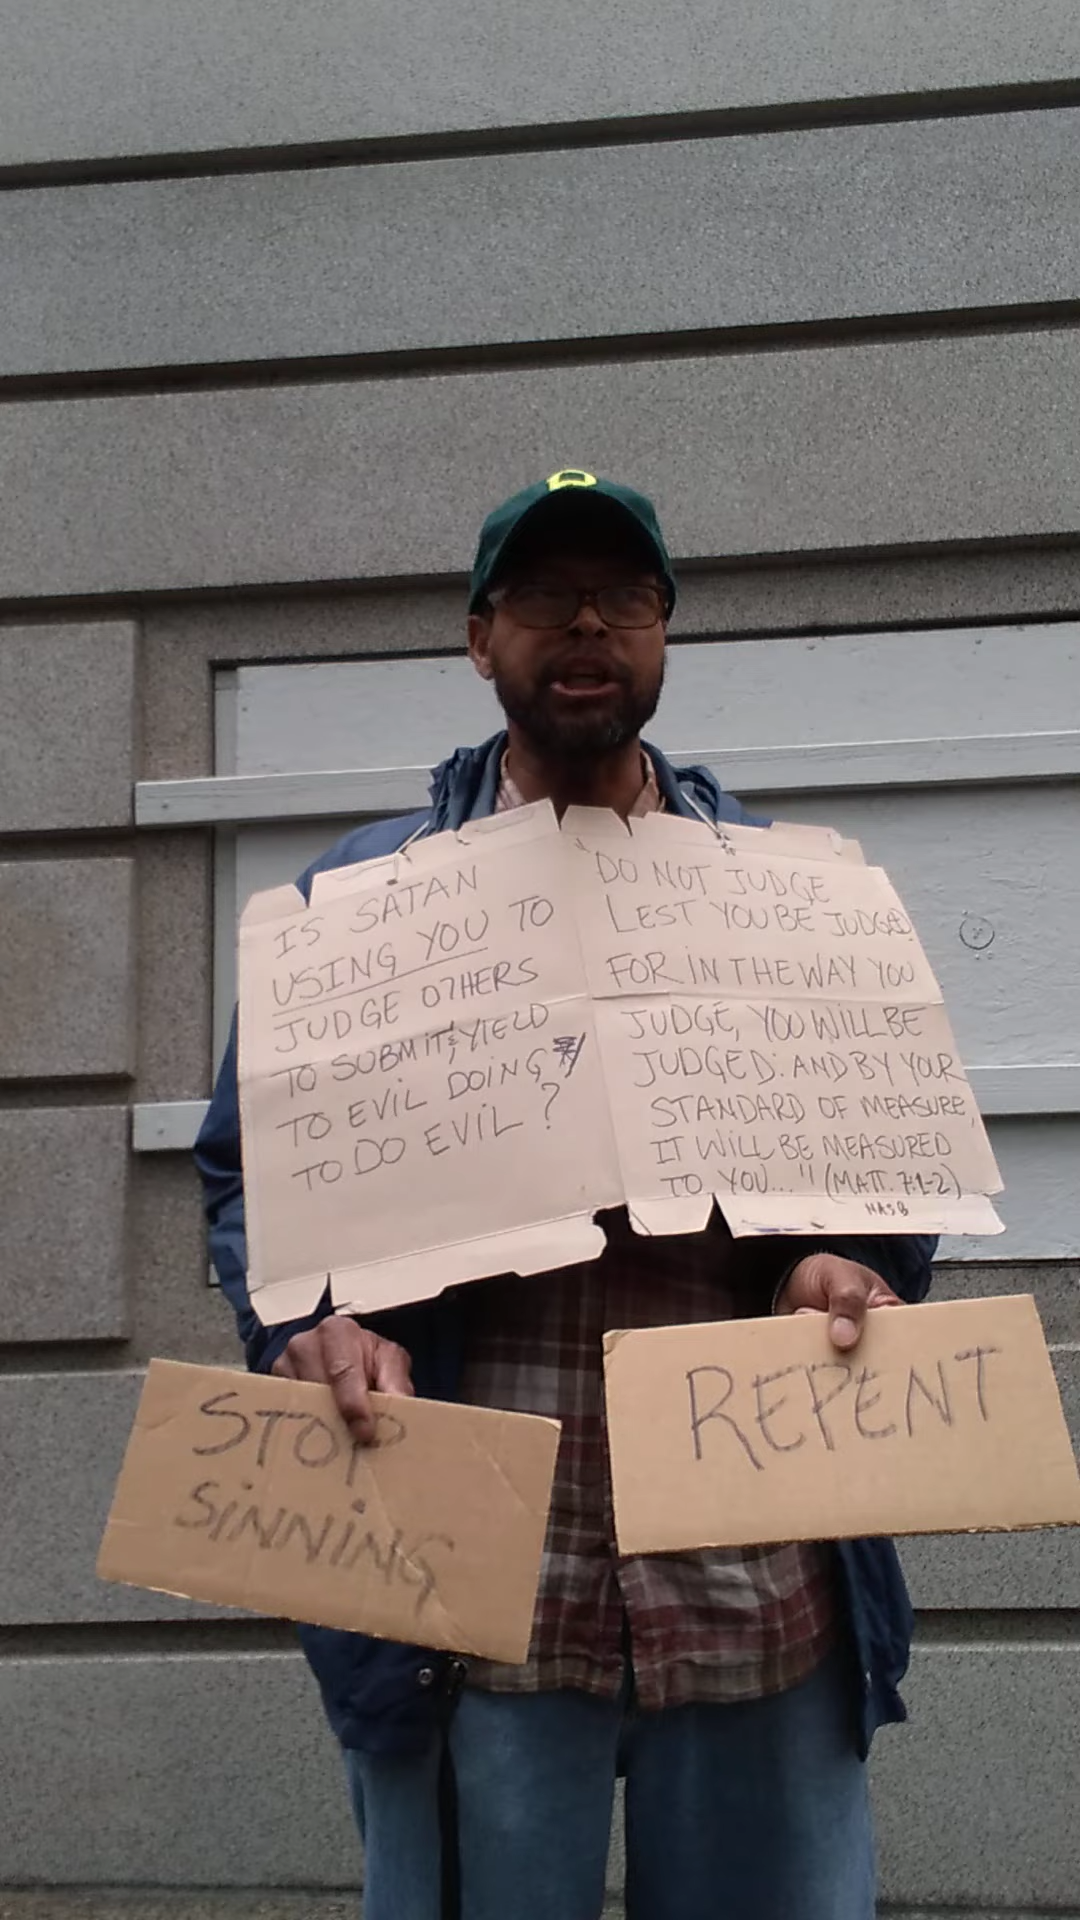 O
IS SATAN
USING YOU TO
JUDGE OTHERS
TO SUBMIT & YIELD
TO EVIL DOING
TO DO EVIL?
"DO NOT JUDGE
LEST YOU BE JUDGED.
FOR IN THE WAY YOU
JUDGE, YOU WILL BE
JUDGED: AND BY YOUR
STANDARD OF MEASURE,
IT WILL BE MEASURED
TO YOU..." (MATT. 7:1-2)
NASB
STOP
SINNING
REPENT